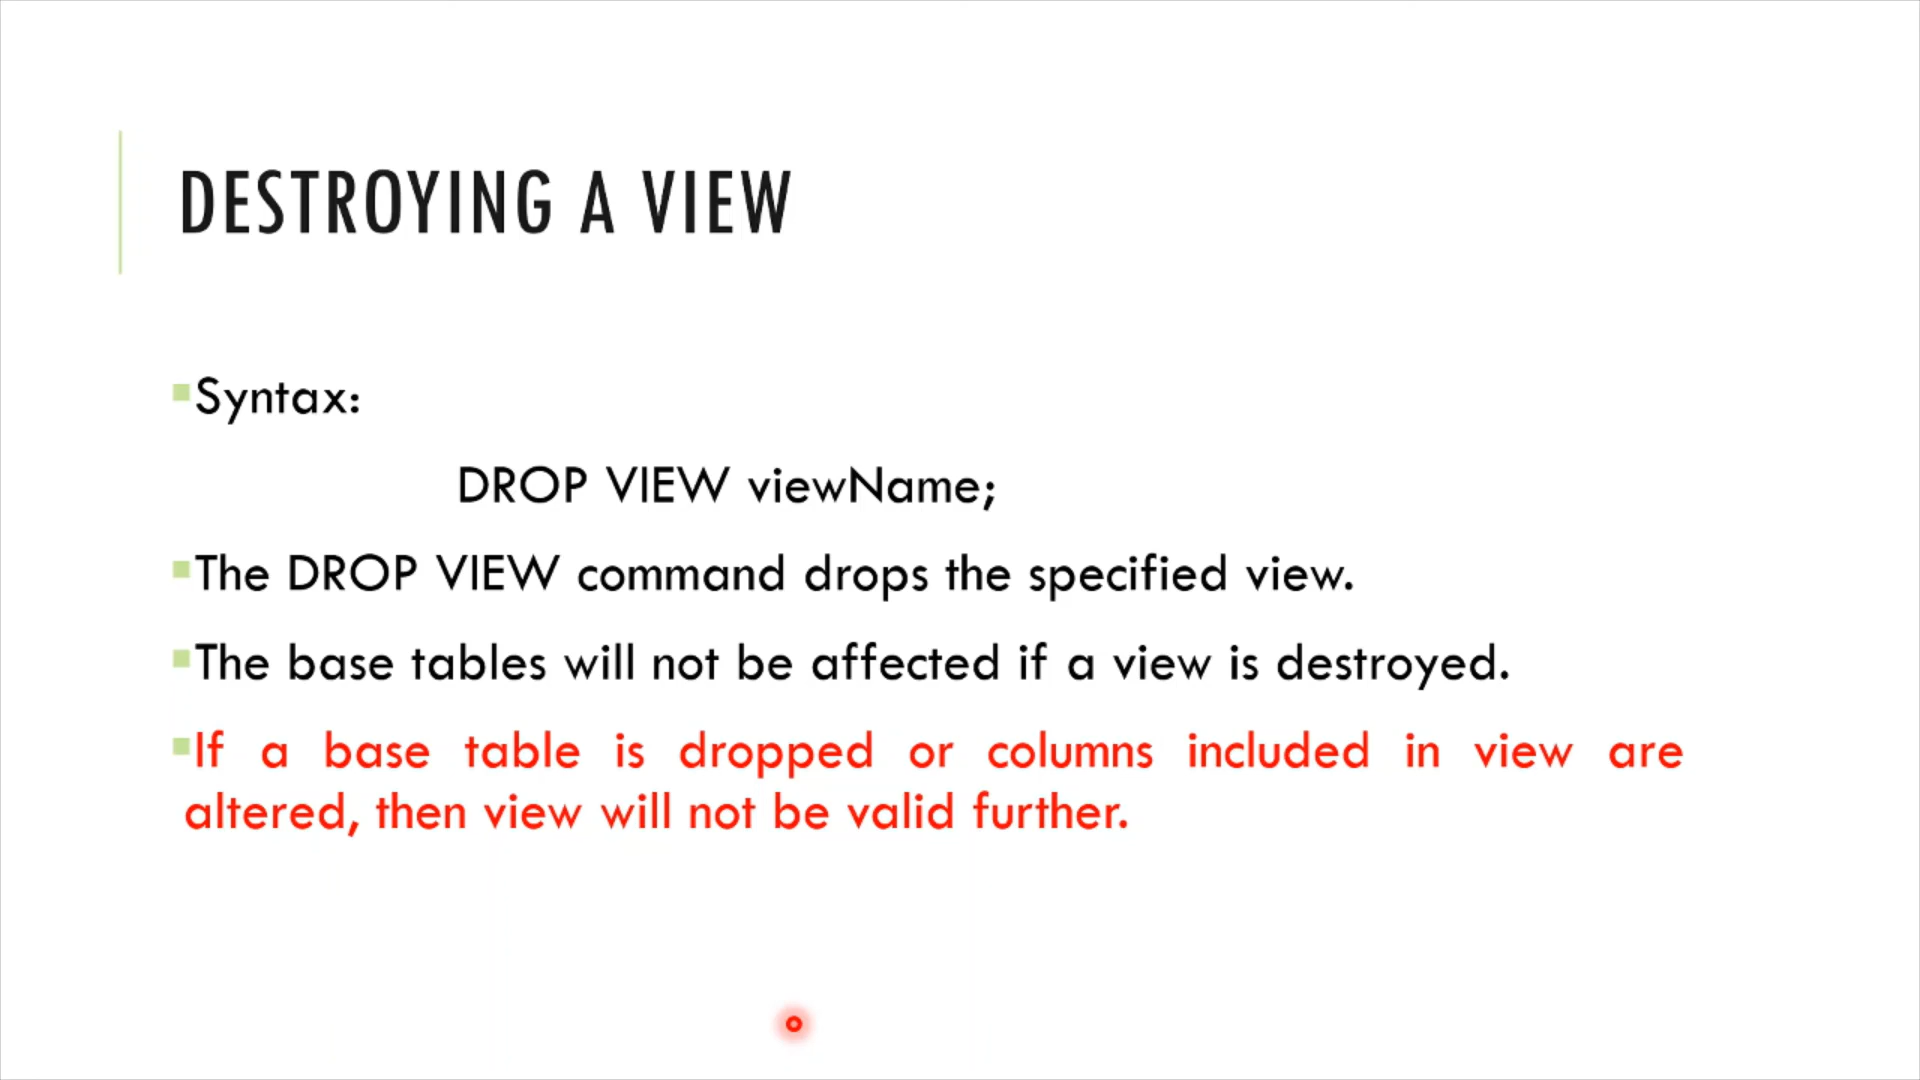 DESTROYING A VIEW
Syntax:
DROP VIEW viewName;
The DROP VIEW command drops the specified view.
The base tables will not be affected if a view is destroyed.
If a base table is dropped or columns included in view are
altered, then view will not be valid further.